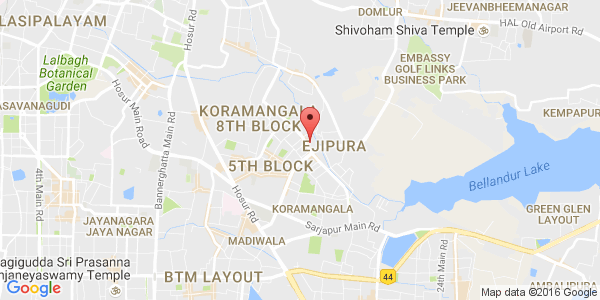 LASIPALAYAM
DOMLUR
JEEVANBHEEMANAGAR
Shivoham Shiva Temple
HAL Old Airport Rd
Hosur Rd
Lalbagh
Botanical
Garden
EMBASSY
GOLF LINKS
BUSINESS PARK
ASAVANAGUDI
Hosur Main Road
KORAMANGALA
8TH BLOCK
KEMPAPUR
EJIPURA
5TH BLOCK
Bellandur Lake
4th Main Rd
Bannerghatta Main Rd
Hosur Rd
KORAMANGALA
GREEN GLEN
LAYOUT
JAYANAGARA
JAYA NAGAR
Sarjapur Main Rd
MADIWALA
24th Main Rd
agigudda Sri Prasanna
njaneyaswamy Temple
BTM LAYOUT
44
AMBALIPURA
Google
Map data ©2016 Google